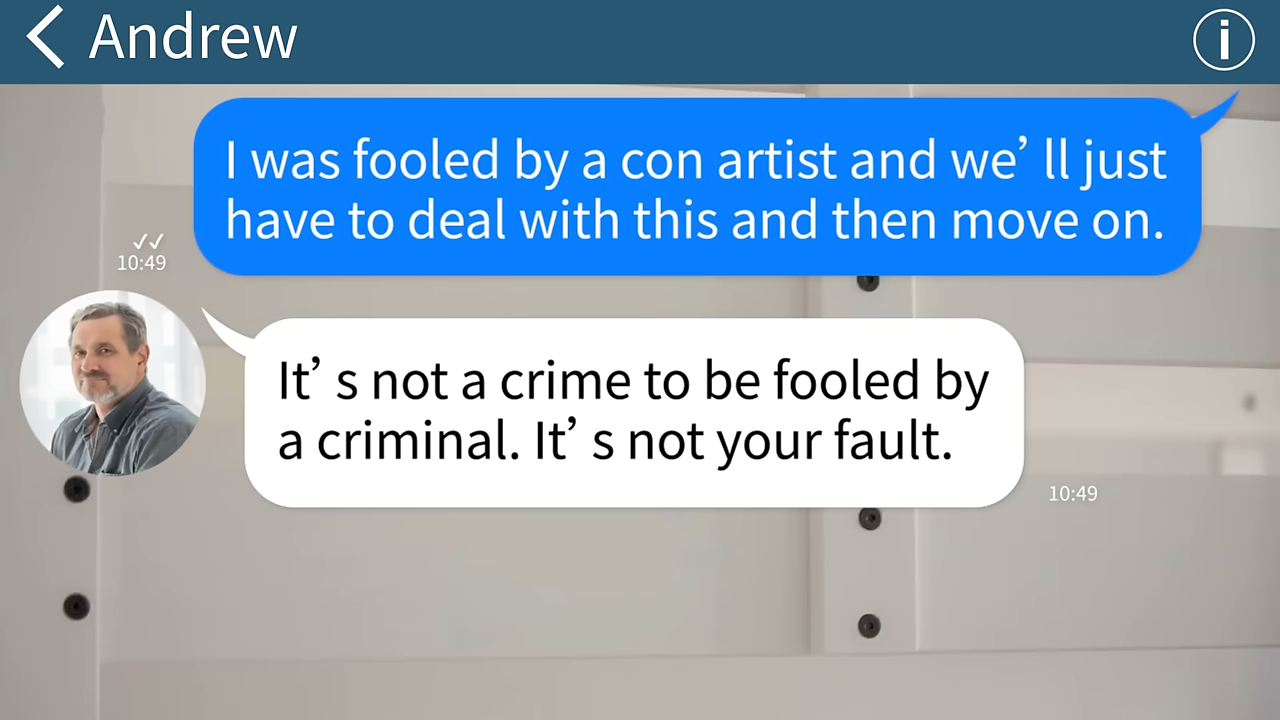 Andrew
I was fooled by a con artist and we’ ll just
have to deal with this and then move on.
10:49
It’ s not a crime to be fooled by
a criminal. It’ s not your fault.
10:49